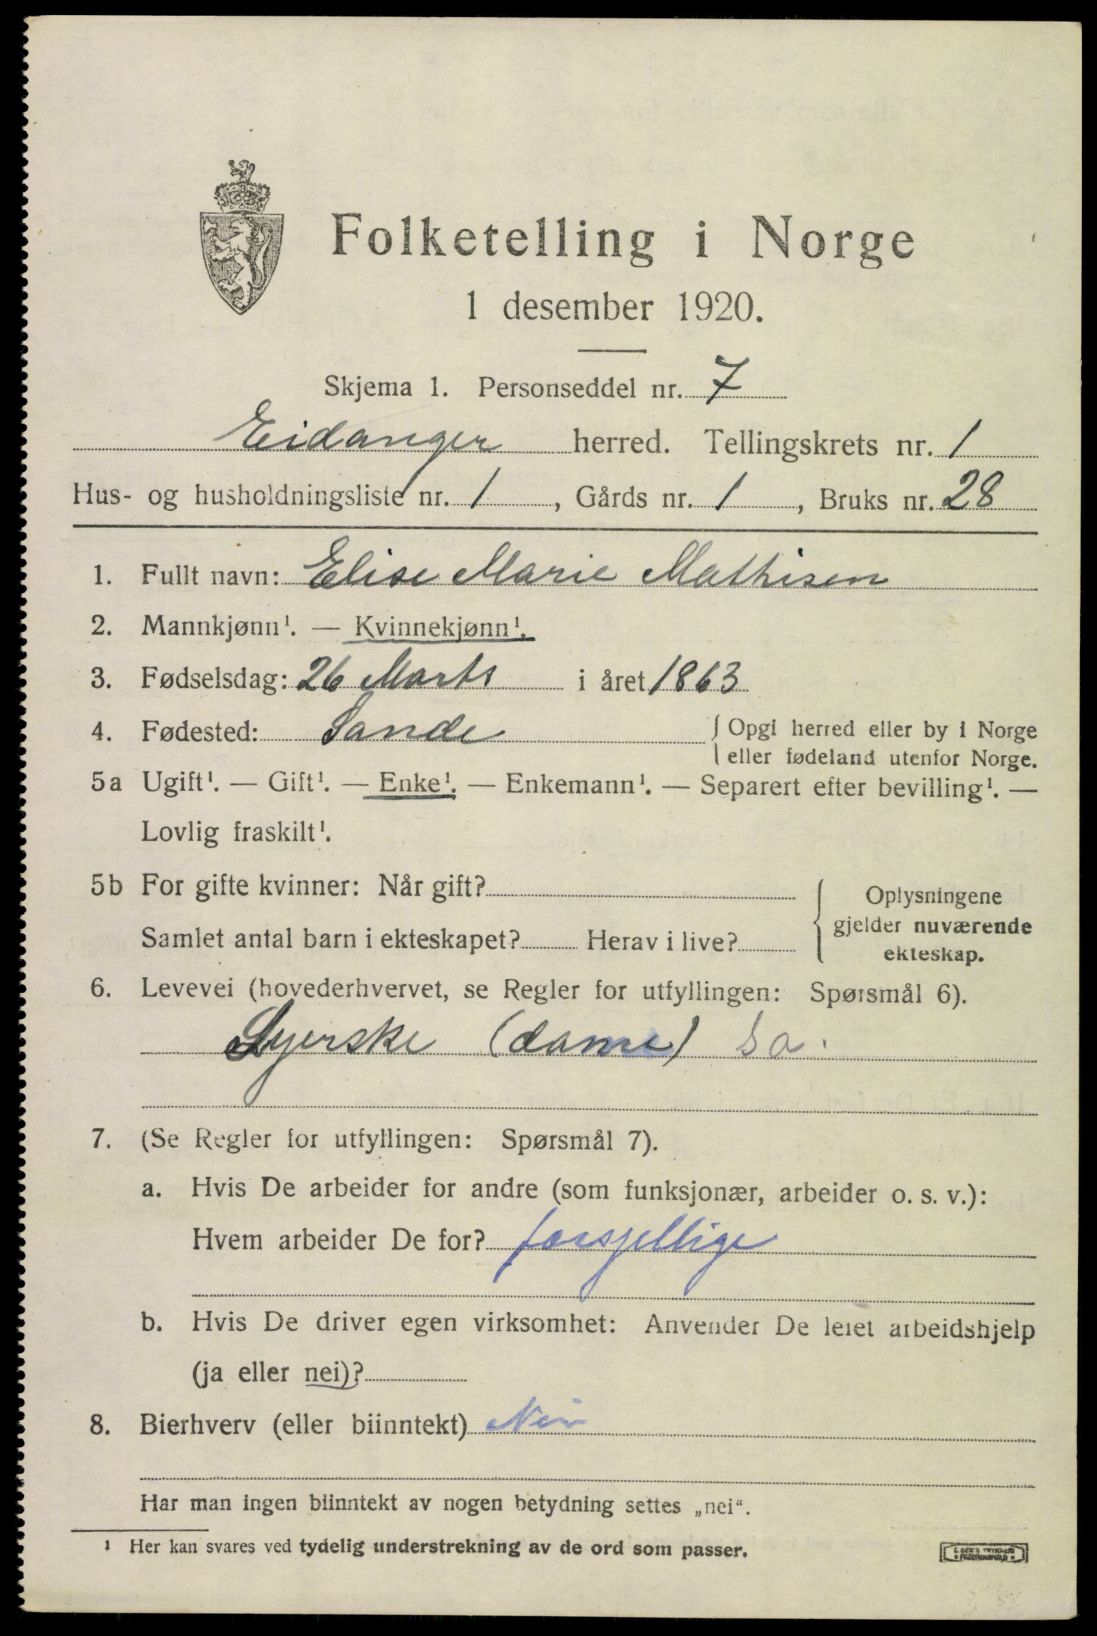 Folketelling i Norge
1 desember 1920.
Skjema 1. Personseddel nr. 7
Eidanger herred. Tellingskrets nr. 1
Hus- og husholdningsliste nr. 1, Gårds nr. 1, Bruks nr. 28
1. Fullt navn: Elise Marie Mathisen
2. Mannkjønn¹. — Kvinnekjønn¹.
3. Fødselsdag: 26 Marts i året 1863
4. Fødested: Sande { Opgi herred eller by i Norge
eller fødeland utenfor Norge.
5a Ugift¹. — Gift¹. — Enke¹. — Enkemann¹. — Separert efter bevilling¹. —
Lovlig fraskilt¹.
5b For gifte kvinner: Når gift?
Samlet antal barn i ekteskapet? Herav i live?
{ Oplysningene
gjelder nuværende
ekteskap.
6. Levevei (hovederhvervet, se Regler for utfyllingen: Spørsmål 6).
Syerske (dame) sa.
7. (Se Regler for utfyllingen: Spørsmål 7).
a. Hvis De arbeider for andre (som funksjonær, arbeider o. s. v.):
Hvem arbeider De for? forsjellige
b. Hvis De driver egen virksomhet: Anvender De leiet arbeidshjelp
(ja eller nei)?
8. Bierhverv (eller biinntekt) Nei
Har man ingen biinntekt av nogen betydning settes „nei“.
¹ Her kan svares ved tydelig understrekning av de ord som passer.